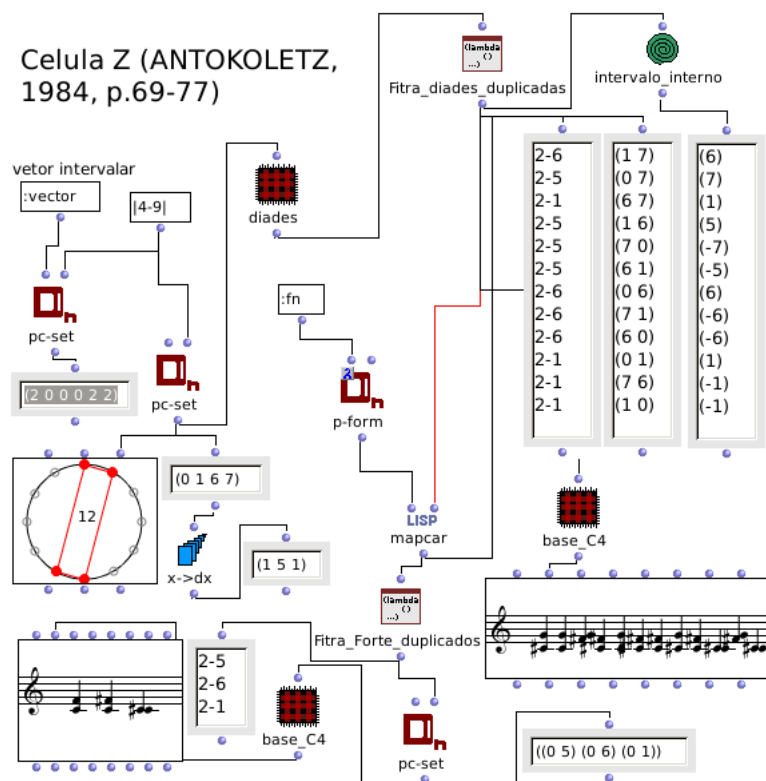 Celula Z (ANTOKOLETZ,
1984, p.69-77)
(lambda
()
...)
Fitra_diades_duplicadas
intervalo_interno
vetor intervalar
:vector
|4-9|
diades
2-6
2-5
2-1
2-5
2-5
2-5
2-6
2-6
2-6
2-1
2-1
2-1
(1 7)
(0 7)
(6 7)
(1 6)
(7 0)
(6 1)
(0 6)
(7 1)
(6 0)
(0 1)
(7 6)
(1 0)
(6)
(7)
(1)
(5)
(-7)
(-5)
(6)
(-6)
(-6)
(1)
(-1)
(-1)
:fn
pc-set
(2 0 0 0 2 2)
pc-set
p-form
(0 1 6 7)
12
x->dx
(1 5 1)
LISP
mapcar
base_C4
(lambda
()
...)
Fitra_Forte_duplicados
2-5
2-6
2-1
base_C4
pc-set
((0 5) (0 6) (0 1))